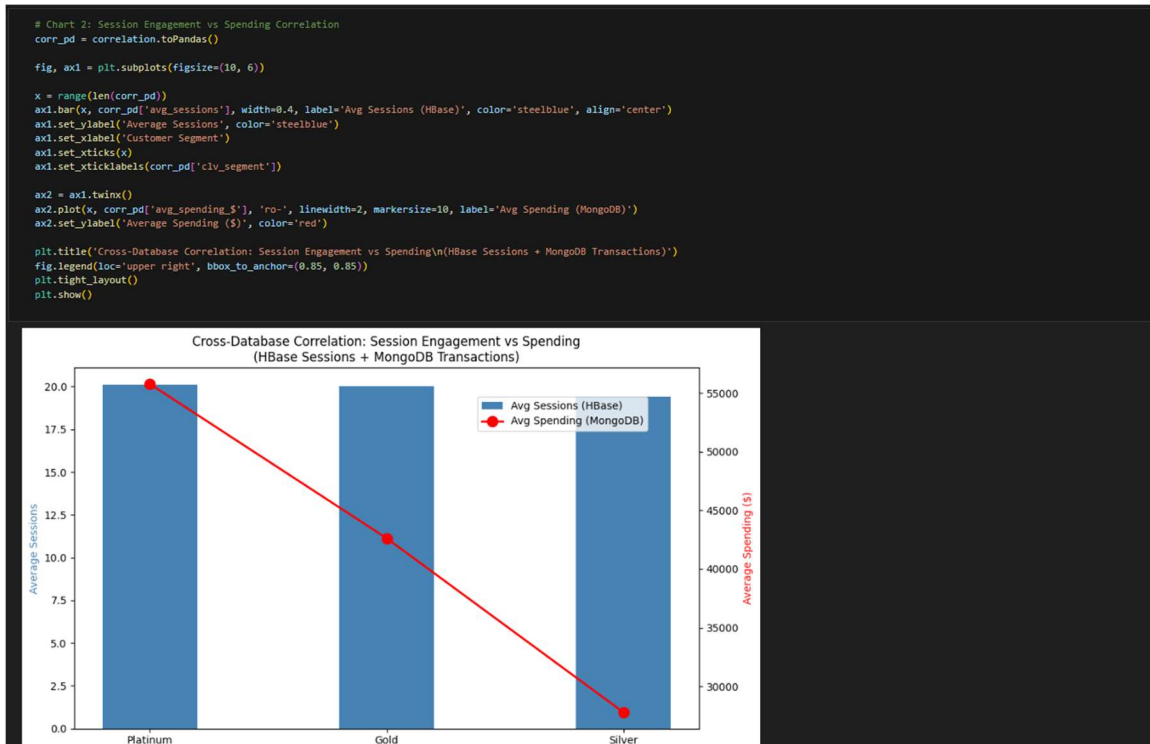 # Chart 2: Session Engagement vs Spending Correlation
corr_pd = correlation.toPandas()
fig, ax1 = plt.subplots(figsize=(10, 6))
x = range(len(corr_pd))
ax1.bar(x, corr_pd['avg_sessions'], width=0.4, label='Avg Sessions (HBase)', color='steelblue', align='center')
ax1.set_ylabel('Average Sessions', color='steelblue')
ax1.set_xlabel('Customer Segment')
ax1.set_xticks(x)
ax1.set_xticklabels(corr_pd['clv_segment'])
ax2 = ax1.twinx()
ax2.plot(x, corr_pd['avg_spending_$'], 'ro-', linewidth=2, markersize=10, label='Avg Spending (MongoDB)')
ax2.set_ylabel('Average Spending ($)', color='red')
plt.title('Cross-Database Correlation: Session Engagement vs Spending\n(HBase Sessions + MongoDB Transactions)')
fig.legend(loc='upper right', bbox_to_anchor=(0.85, 0.85))
plt.tight_layout()
plt.show()
Cross-Database Correlation: Session Engagement vs Spending
(HBase Sessions + MongoDB Transactions)
Average Sessions
20.0
17.5
15.0
12.5
10.0
7.5
5.0
2.5
0.0
Avg Sessions (HBase)
Avg Spending (MongoDB)
55000
50000
45000
40000
35000
30000
Average Spending ($)
Platinum
Gold
Silver